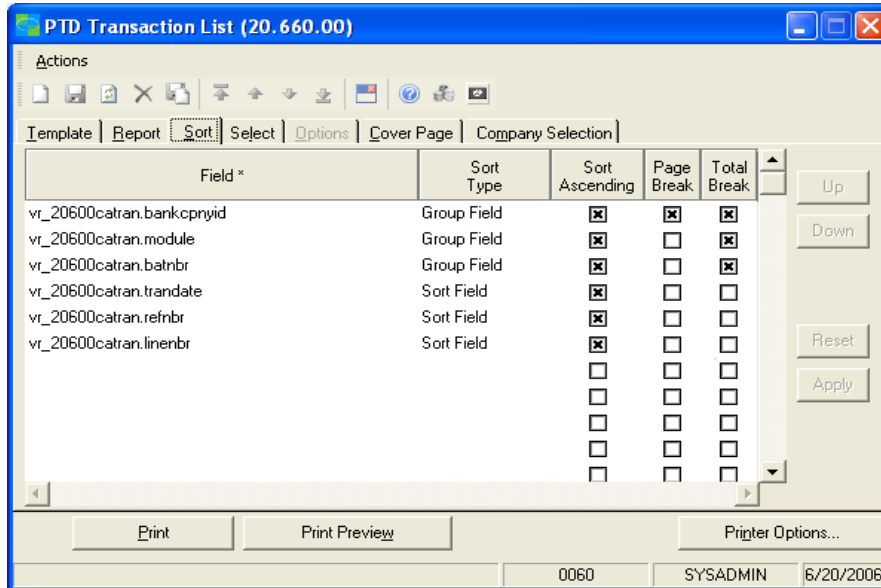 PTD Transaction List (20.660.00)
Actions
Template Report Sort Select Options Cover Page Company Selection
Field * Sort Type Sort Ascending Page Break Total Break
Up
vr_20600catran.bankcpnyid Group Field
vr_20600catran.module Group Field
Down
vr_20600catran.batnbr Group Field
vr_20600catran.trandate Sort Field
vr_20600catran.refnbr Sort Field
vr_20600catran.linenbr Sort Field
Reset
Apply
Print Print Preview Printer Options...
0060 SYSADMIN 6/20/2006